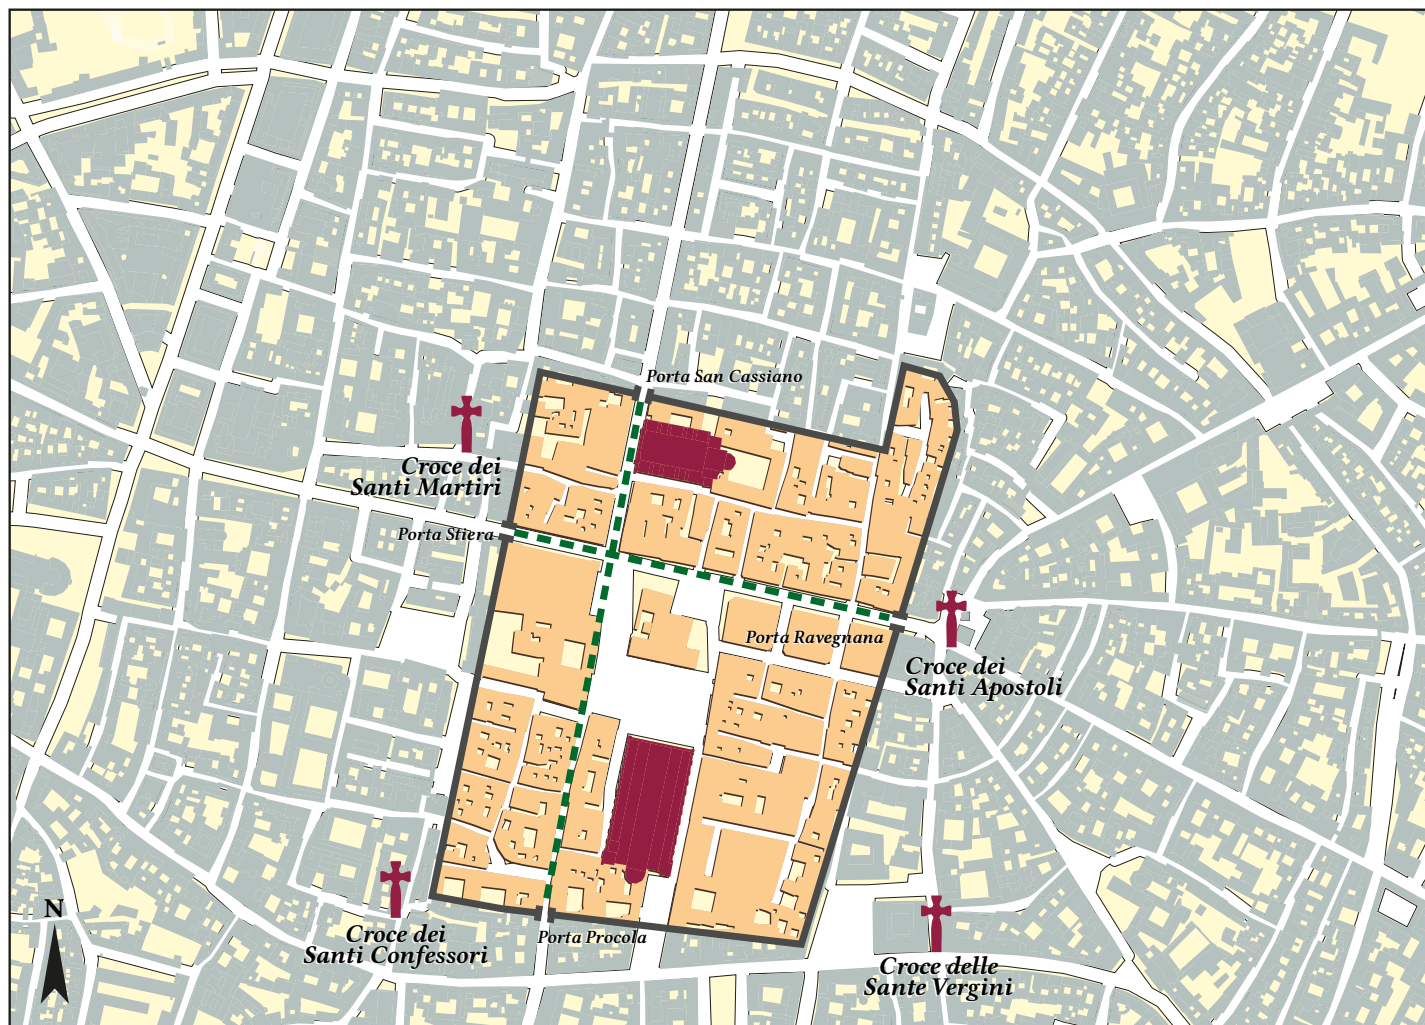 Porta San Cassiano
Croce dei
Santi Martiri
Porta Stiera
Porta Ravegnana
Croce dei
Santi Apostoli
N
Croce dei
Santi Confessori
Porta Procola
Croce delle
Sante Vergini